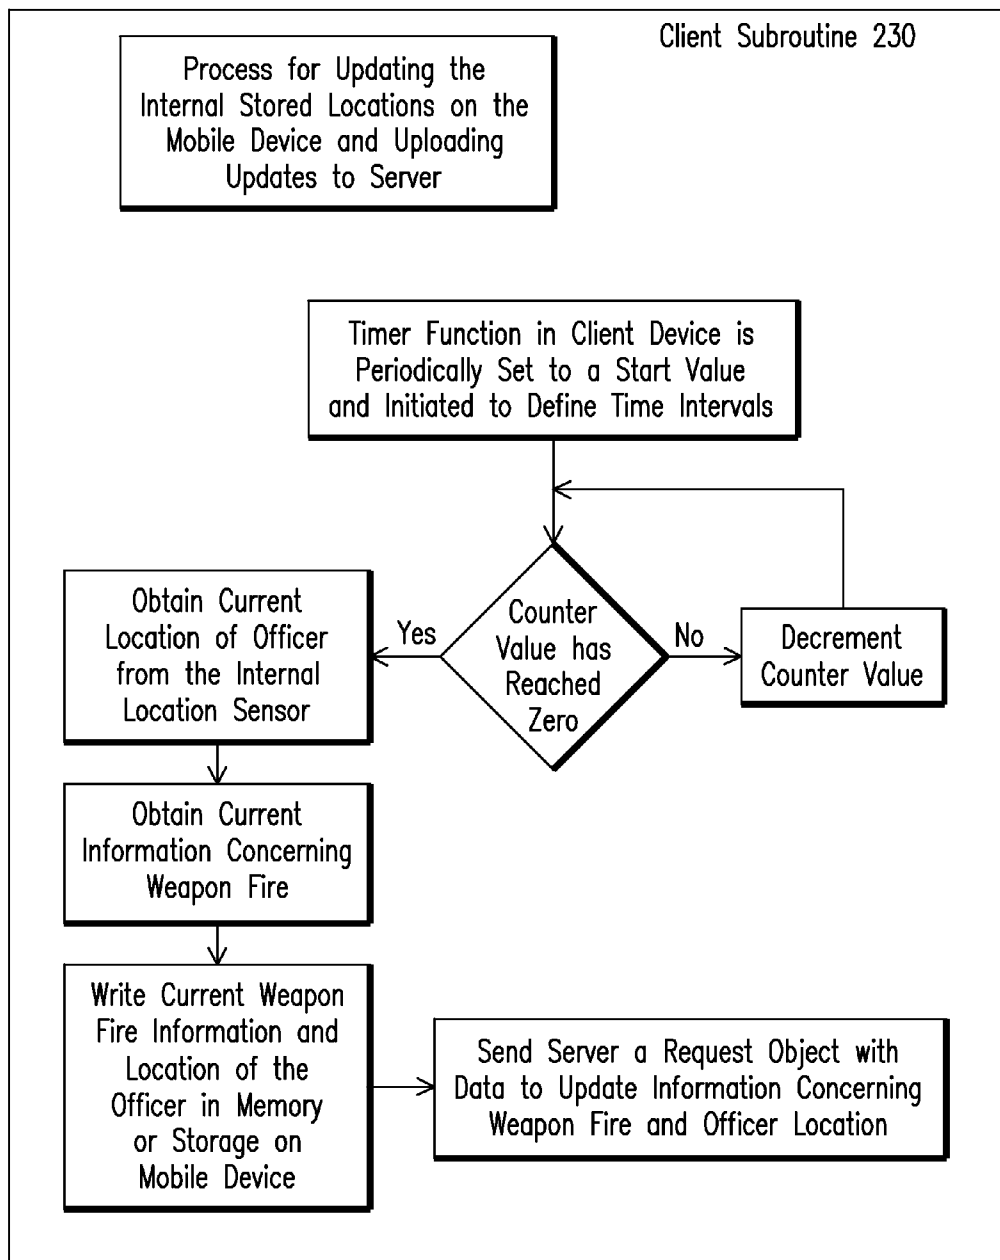 Client Subroutine 230
Process for Updating the
Internal Stored Locations on the
Mobile Device and Uploading
Updates to Server
Timer Function in Client Device is
Periodically Set to a Start Value
and Initiated to Define Time Intervals
Counter
Value has
Reached
Zero
Yes
No
Decrement
Counter Value
Obtain Current
Location of Officer
from the Internal
Location Sensor
Obtain Current
Information Concerning
Weapon Fire
Write Current Weapon
Fire Information and
Location of the
Officer in Memory
or Storage on
Mobile Device
Send Server a Request Object with
Data to Update Information Concerning
Weapon Fire and Officer Location